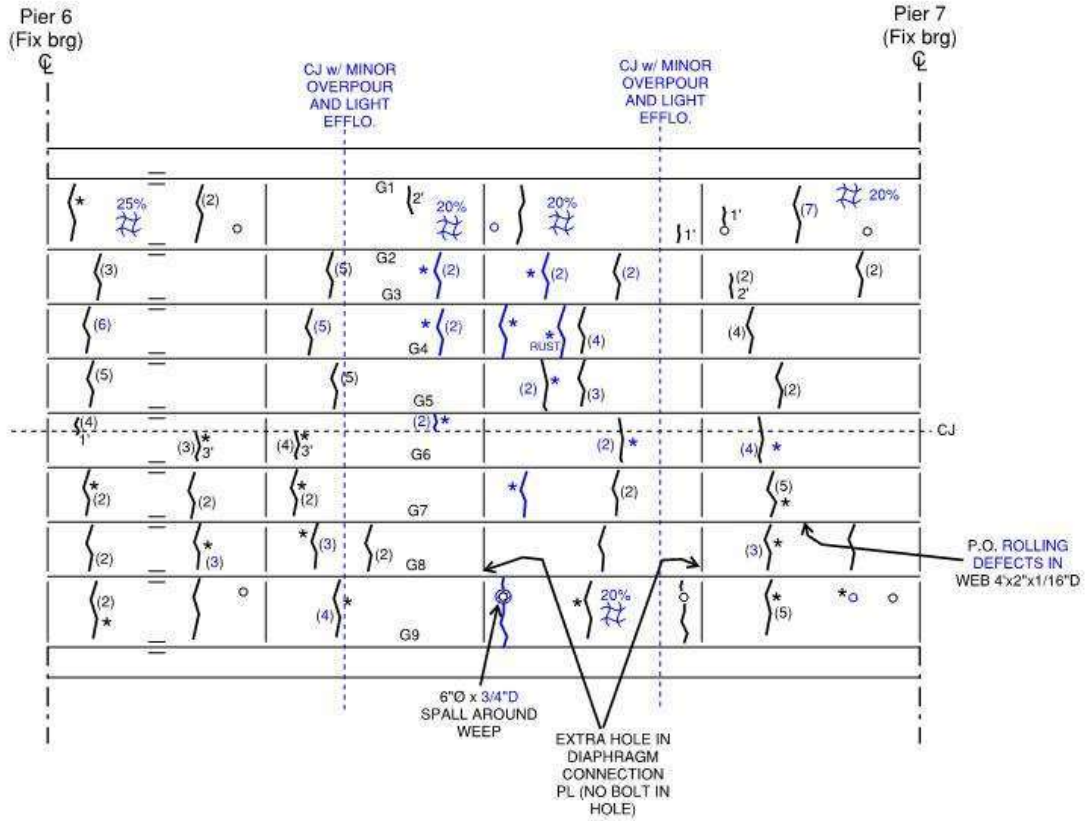 Pier 6
(Fix brg)
℄
Pier 7
(Fix brg)
℄
CJ w/ MINOR
OVERPOUR
AND LIGHT
EFFLO.
CJ w/ MINOR
OVERPOUR
AND LIGHT
EFFLO.
* 25% (2) G1 2' 20% 20% 1' 1' (7) 20%
G2
(3) (5) * (2) * (2) (2) (2) (2)
G3 2'
(6) (5) * (2) * * (4) (4)
G4 RUST
(5) (5) (2) * (3) (2)
G5
(4) (2) *
1' (3) * 3' (4) * 3' (2) * (4) * CJ
G6
* (2) (2) * (2) * (2) (5) *
G7
(2) * (3) * (3) (2) (3) *
G8
P.O. ROLLING
DEFECTS IN
WEB 4'x2"x1/16"D
(2) * (4) * * 20% * (5) *
G9
6"Ø x 3/4"D
SPALL AROUND
WEEP
EXTRA HOLE IN
DIAPHRAGM
CONNECTION
PL (NO BOLT IN
HOLE)